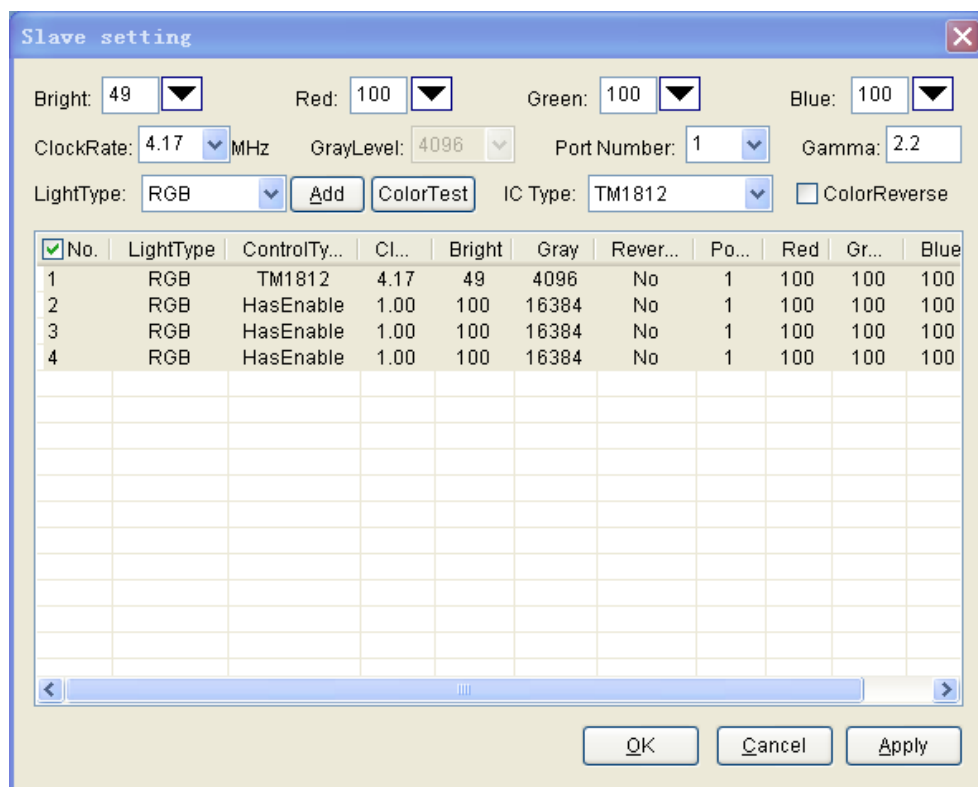 Slave setting
Bright: 49 Red: 100 Green: 100 Blue: 100
ClockRate: 4.17 MHz GrayLevel: 4096 Port Number: 1 Gamma: 2.2
LightType: RGB Add ColorTest IC Type: TM1812 ColorReverse
No. LightType ControlTy... Cl... Bright Gray Rever... Po... Red Gr... Blue
1 RGB TM1812 4.17 49 4096 No 1 100 100 100
2 RGB HasEnable 1.00 100 16384 No 1 100 100 100
3 RGB HasEnable 1.00 100 16384 No 1 100 100 100
4 RGB HasEnable 1.00 100 16384 No 1 100 100 100
OK Cancel Apply